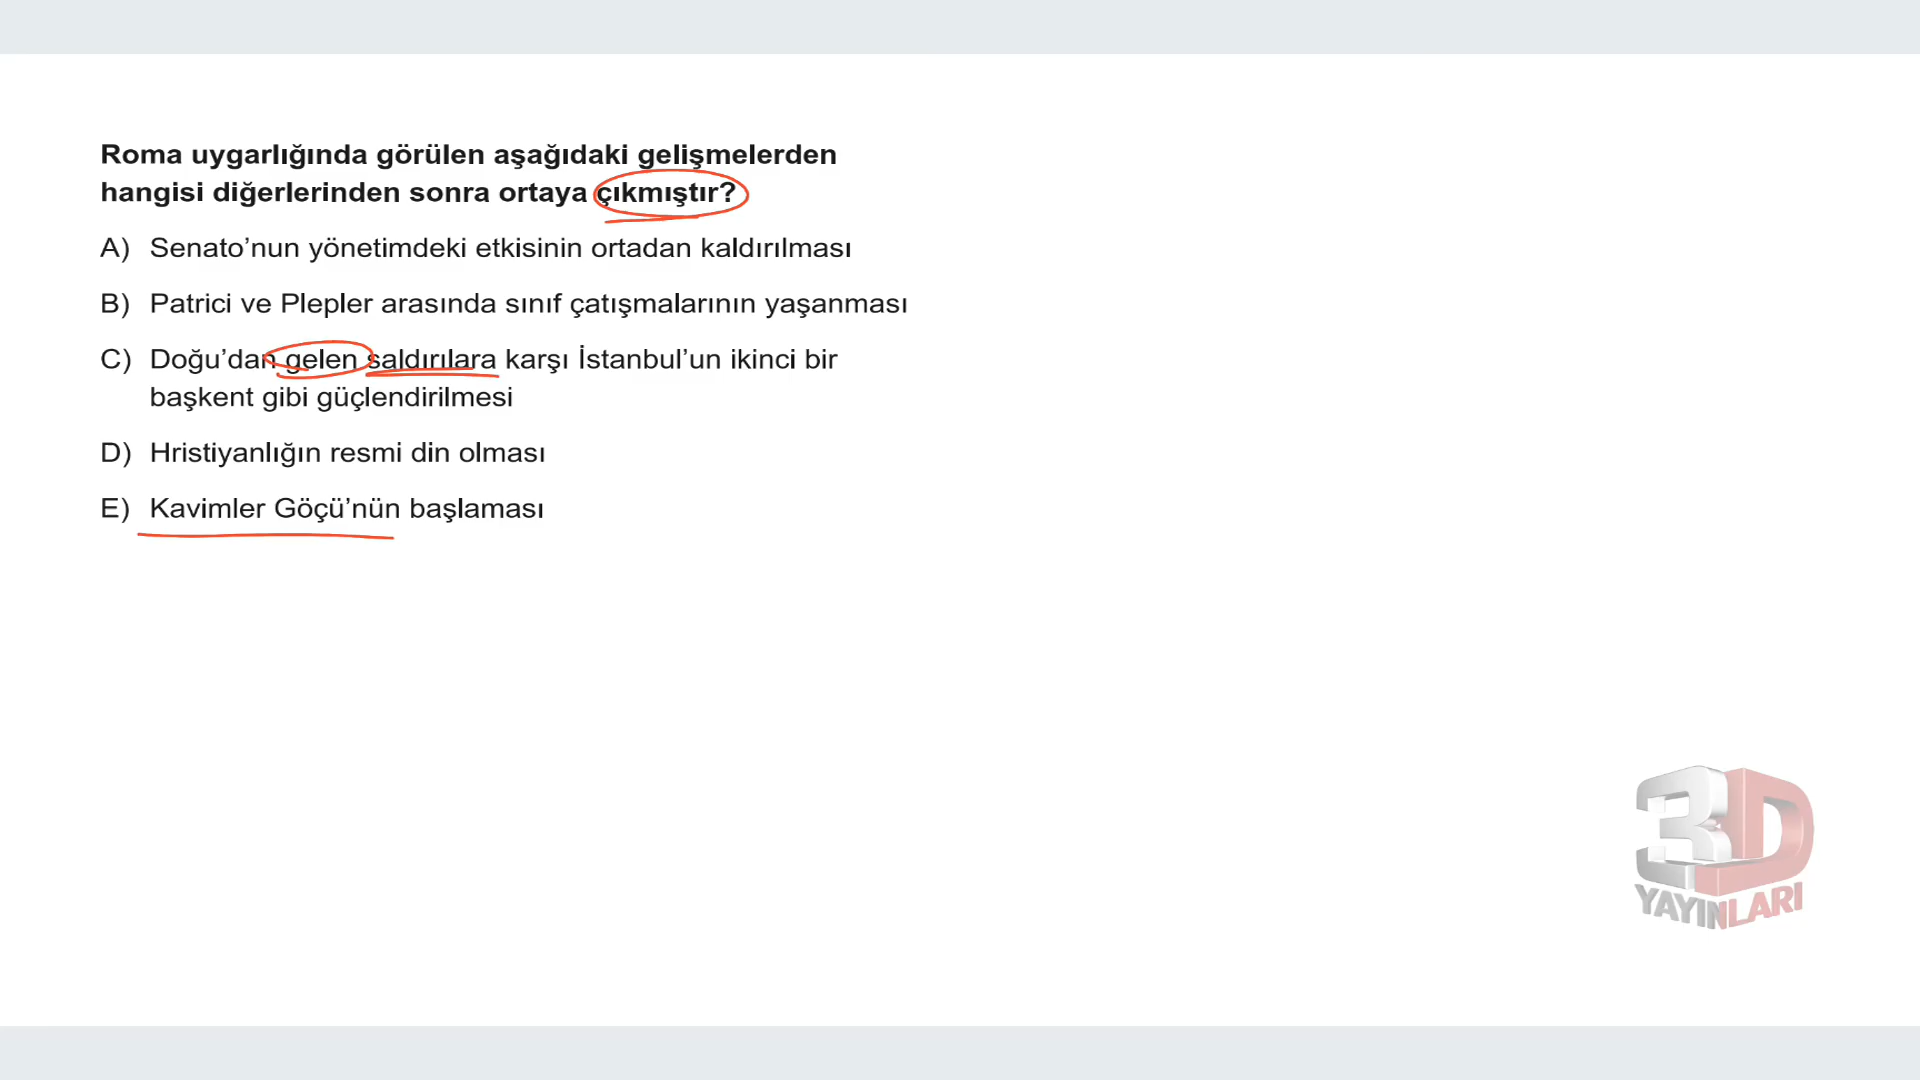 Roma uygarlığında görülen aşağıdaki gelişmelerden
hangisi diğerlerinden sonra ortaya çıkmıştır?
A) Senato’nun yönetimdeki etkisinin ortadan kaldırılması
B) Patrici ve Plepler arasında sınıf çatışmalarının yaşanması
C) Doğu’dan gelen saldırılara karşı İstanbul’un ikinci bir
başkent gibi güçlendirilmesi
D) Hristiyanlığın resmi din olması
E) Kavimler Göçü’nün başlaması
3D
YAYINLARI